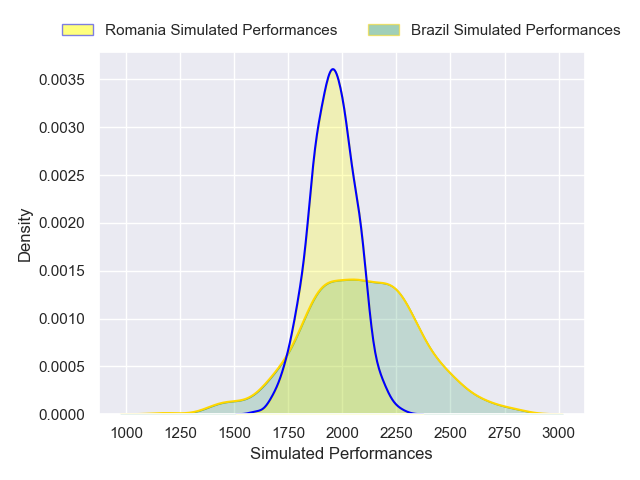 Romania Simulated Performances Brazil Simulated Performances
0.0035
0.0030
0.0025
0.0020
0.0015
0.0010
0.0005
0.0000
Density
1000 1250 1500 1750 2000 2250 2500 2750 3000
Simulated Performances